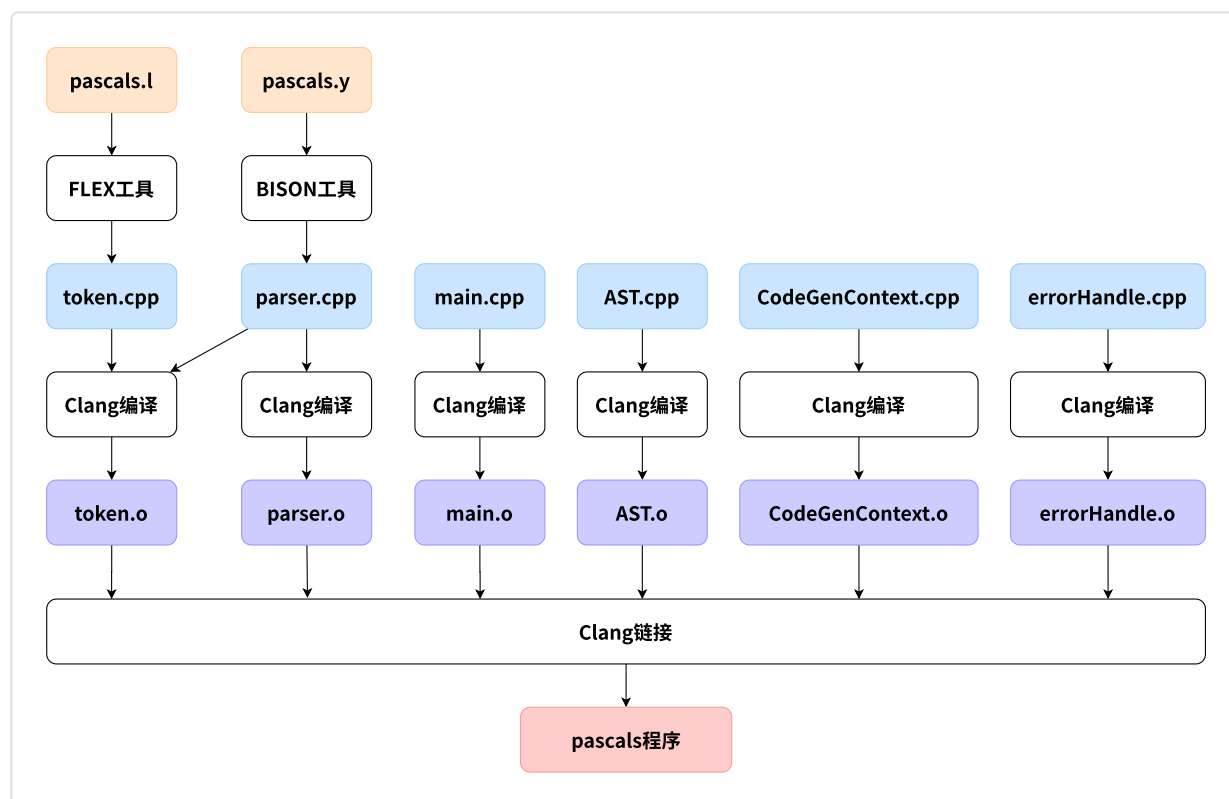 pascals.l
pascals.y
FLEX工具
BISON工具
token.cpp
parser.cpp
main.cpp
AST.cpp
CodeGenContext.cpp
errorHandle.cpp
Clang编译
Clang编译
Clang编译
Clang编译
Clang编译
Clang编译
token.o
parser.o
main.o
AST.o
CodeGenContext.o
errorHandle.o
Clang链接
pascals程序